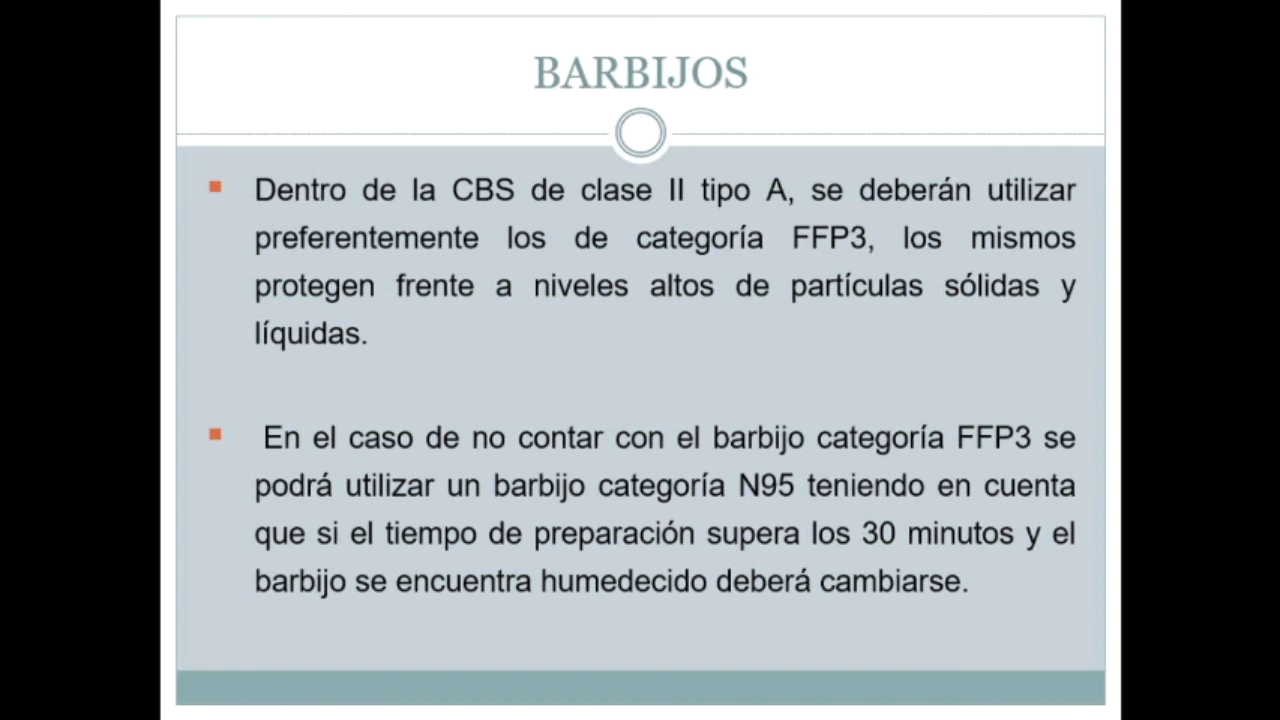 BARBIJOS
Dentro de la CBS de clase II tipo A, se deberán utilizar
preferentemente los de categoría FFP3, los mismos
protegen frente a niveles altos de partículas sólidas y
líquidas.
En el caso de no contar con el barbijo categoría FFP3 se
podrá utilizar un barbijo categoría N95 teniendo en cuenta
que si el tiempo de preparación supera los 30 minutos y el
barbijo se encuentra humedecido deberá cambiarse.